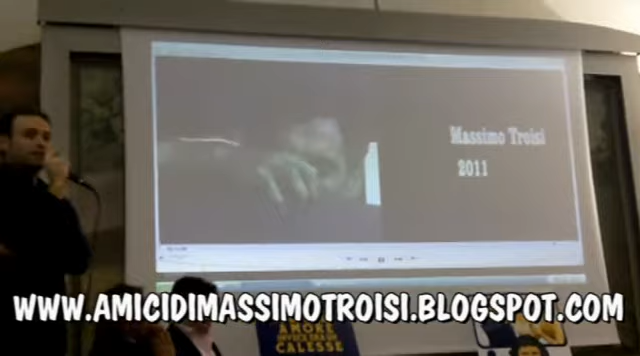 Massimo Troisi
2011
WWW.AMICIDIMASSIMOTROISI.BLOGSPOT.COM
AMORE
CALESSE